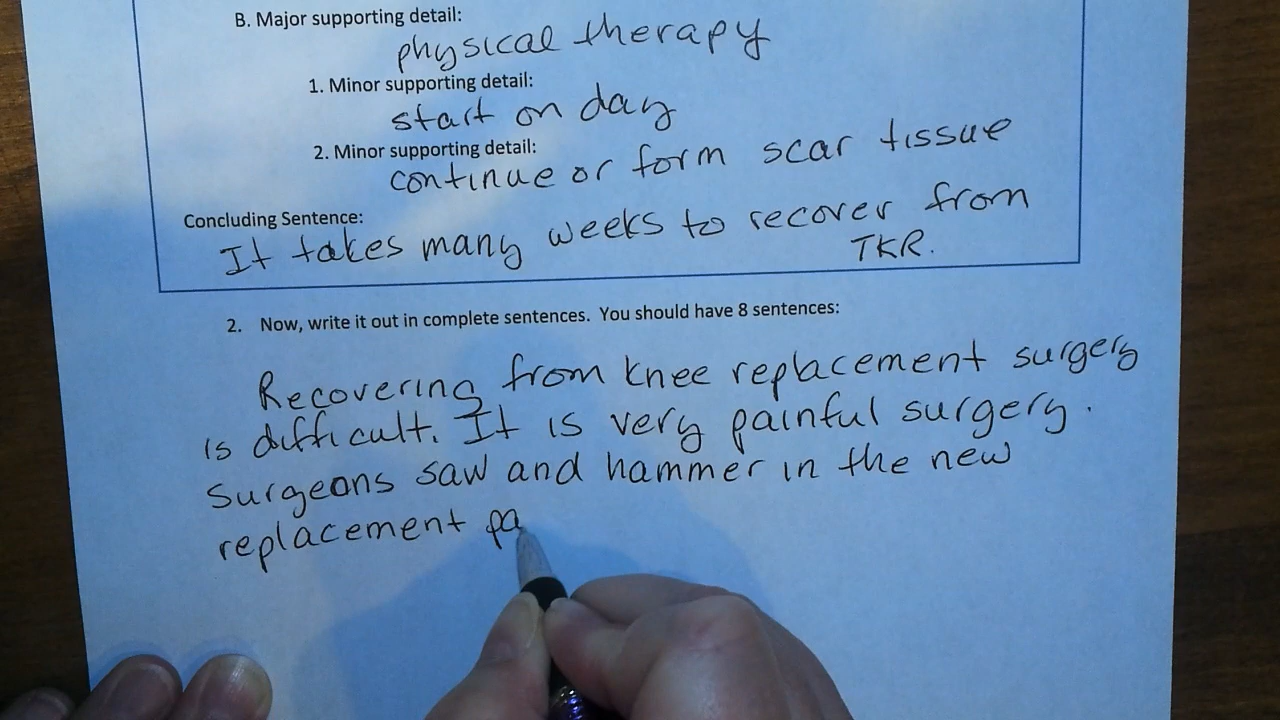 B. Major supporting detail:
physical therapy
1. Minor supporting detail:
start on day
2. Minor supporting detail:
continue or form scar tissue
Concluding Sentence:
It takes many weeks to recover from
TKR.
2. Now, write it out in complete sentences. You should have 8 sentences:
Recovering from knee replacement surgery
is difficult. It is very painful surgery.
Surgeons saw and hammer in the new
replacement pa